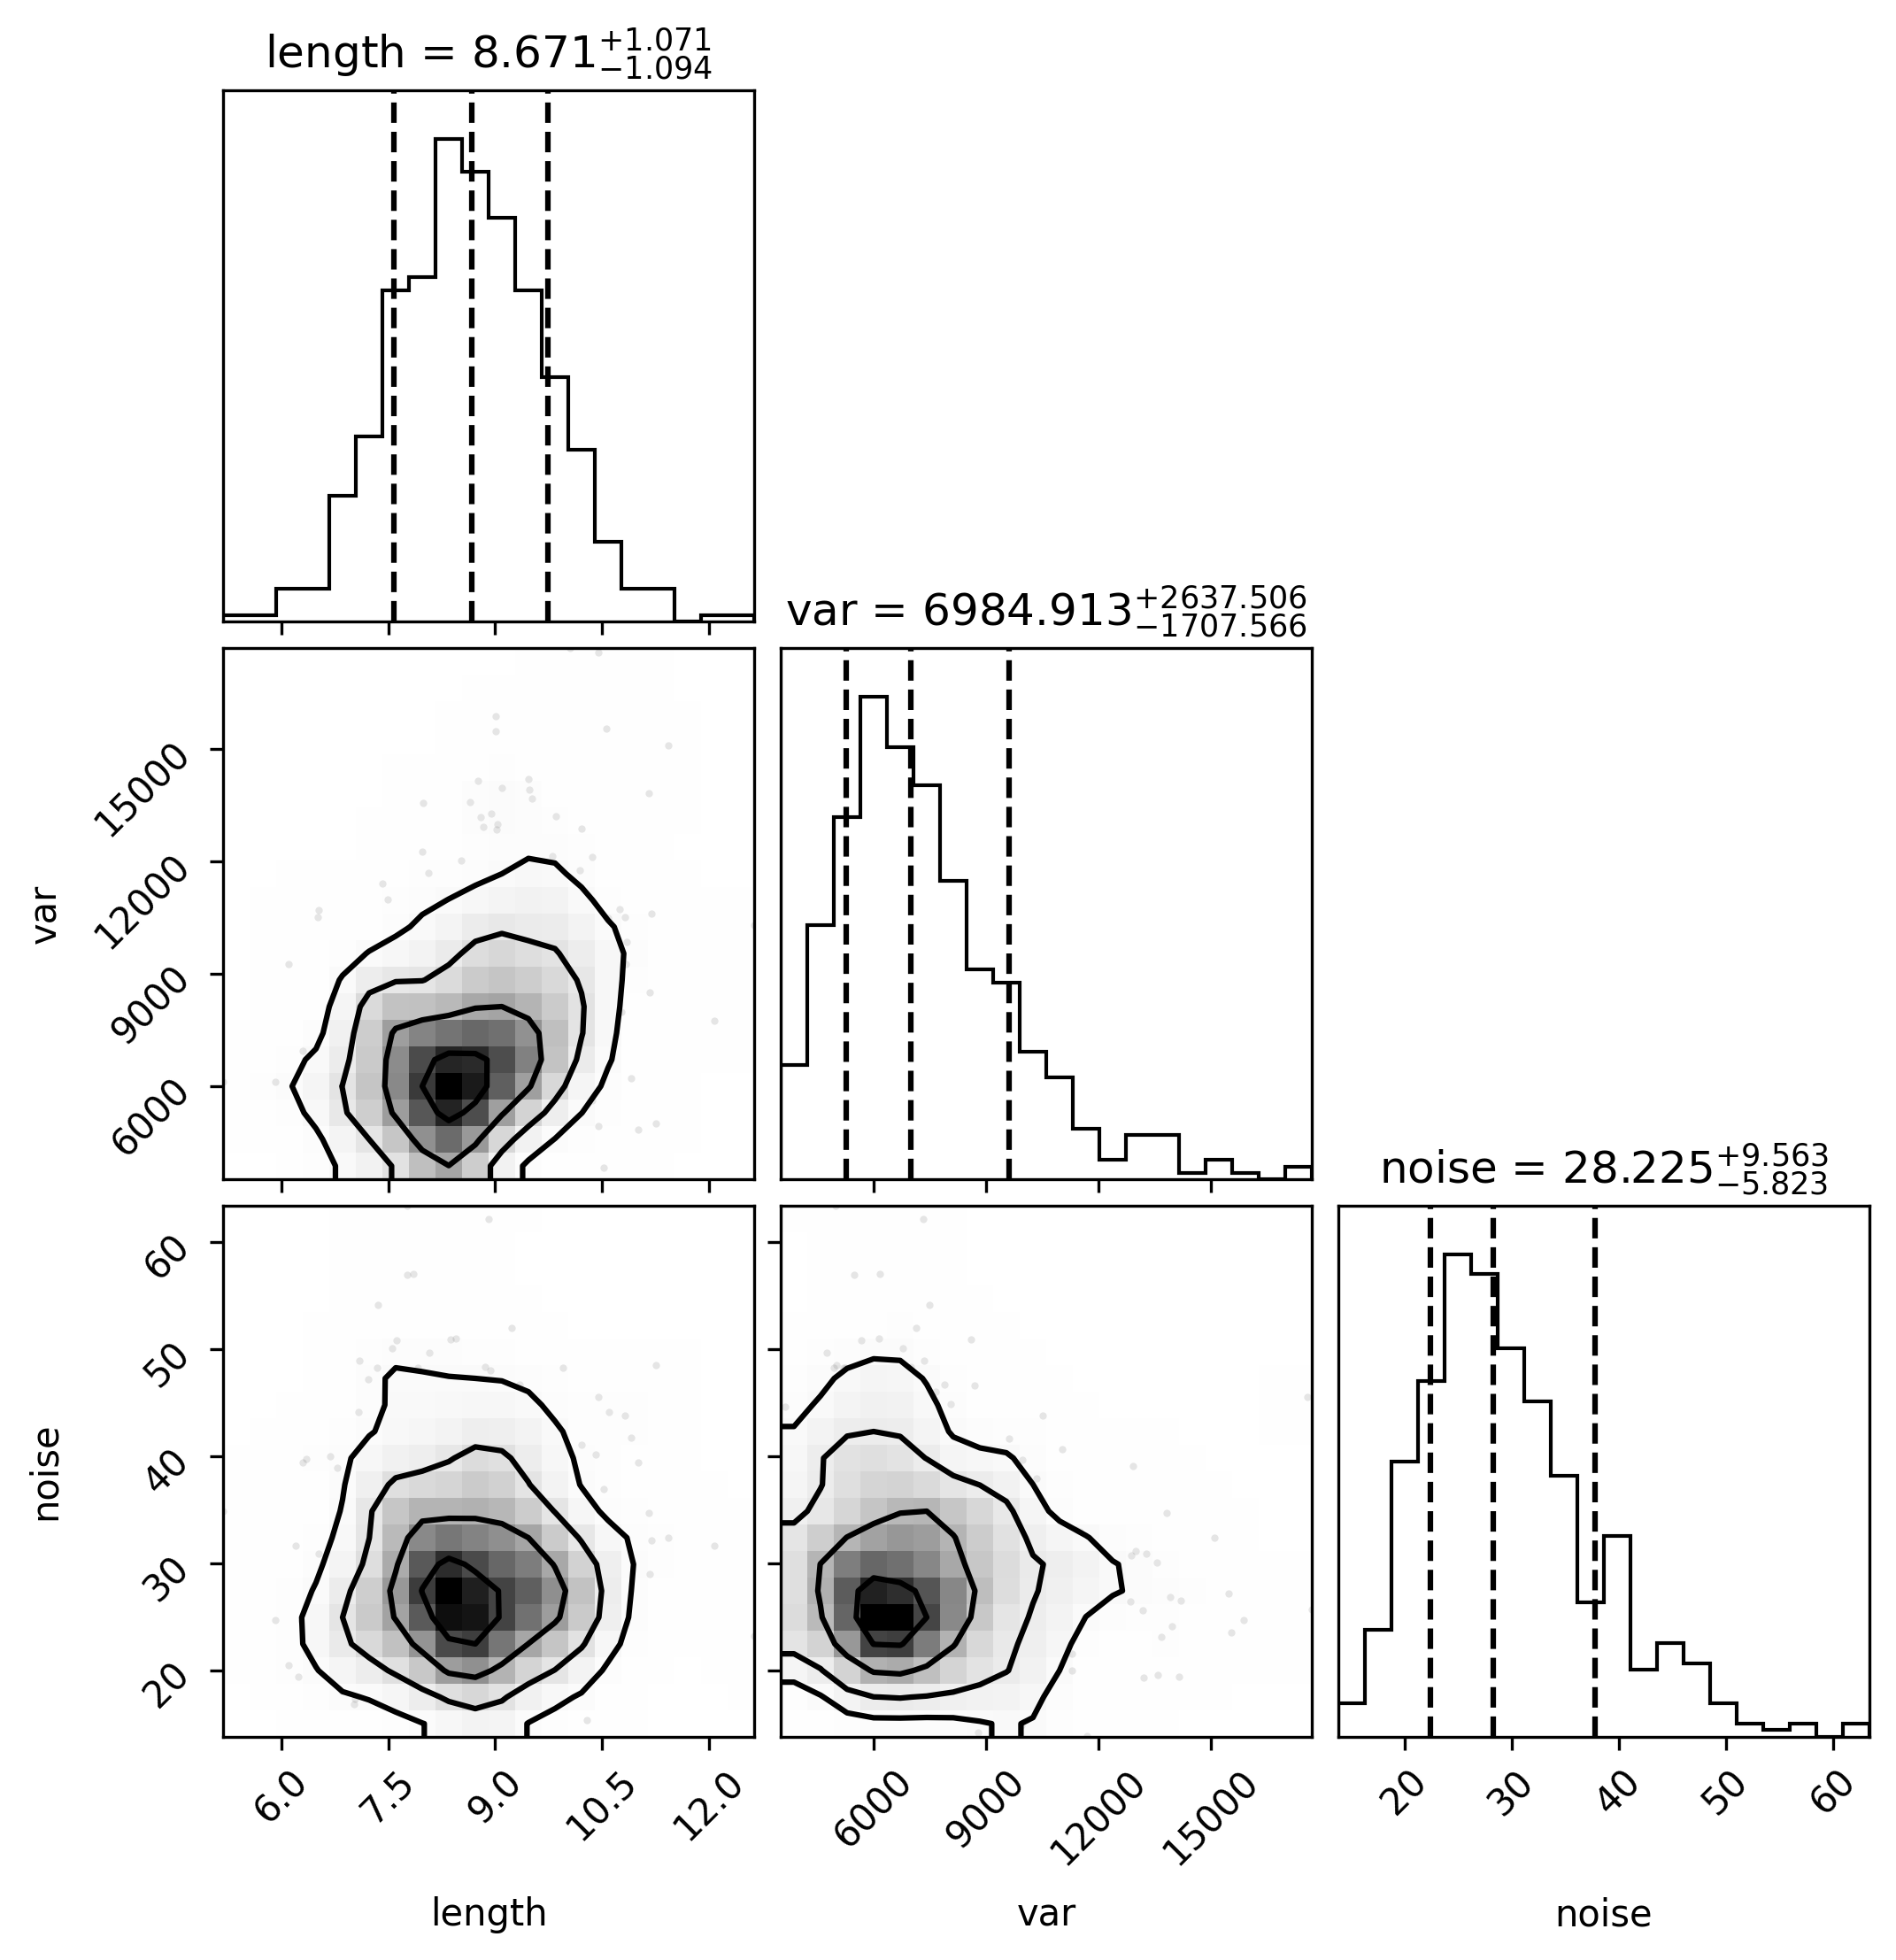 length = 8.671 +1.071 −1.094
var = 6984.913 +2637.506 −1707.566
var
15000
12000
9000
6000
noise = 28.225 +9.563 −5.823
noise
60
50
40
30
20
6.0 7.5 9.0 10.5 12.0
6000 9000 12000 15000
20 30 40 50 60
length
var
noise